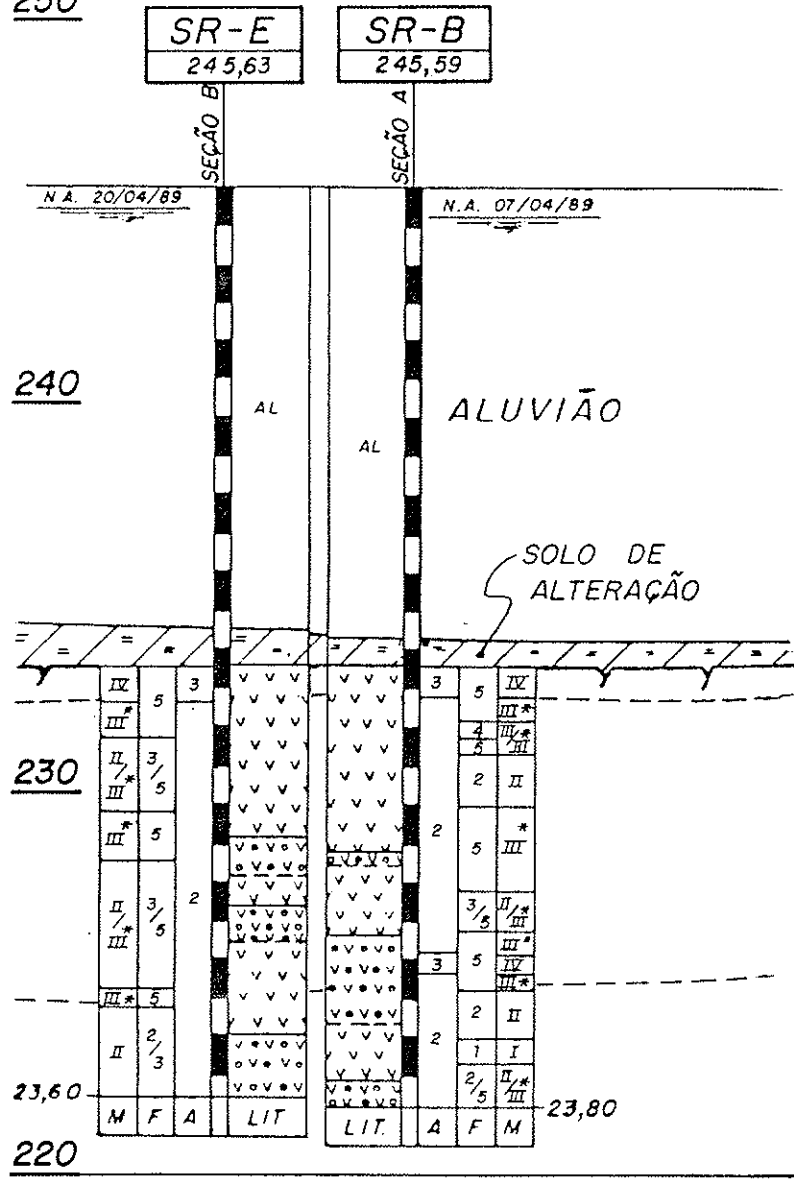 250
SR-E
245,63
SR-B
245,59
SEÇÃO B
SEÇÃO A
N.A. 20/04/89
N.A. 07/04/89
240
AL
AL
ALUVIÃO
SOLO DE
ALTERAÇÃO
IV
5
3
III*
II/III*
3/5
230
III*
5
II/III*
3/5
2
III*
5
II
2/3
3
5
IV
III*
4
III/*
5
III
2
II
2
5
III*
3/5
II/III*
5
III*
3
IV
III*
2
2
II
1
I
2/5
II/III*
23,60
M F A LIT
LIT. A F M
23,80
220